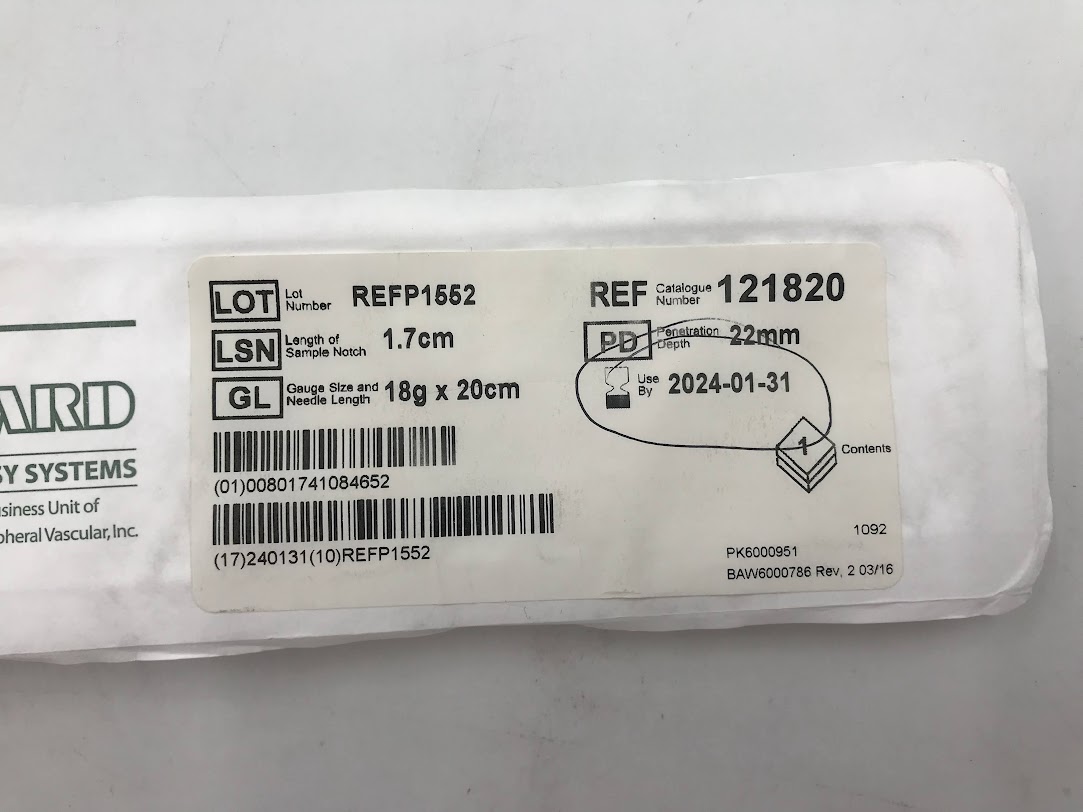 LOT Lot Number REFP1552
LSN Length of Sample Notch 1.7cm
GL Gauge Size and Needle Length 18g x 20cm
(01)00801741084652
(17)240131(10)REFP1552
REF Catalogue Number 121820
PD Penetration Depth 22mm
Use By 2024-01-31
1 Contents
1092
PK6000951
BAW6000786 Rev, 2 03/16
ARD
SY SYSTEMS
usiness Unit of
pheral Vascular, Inc.